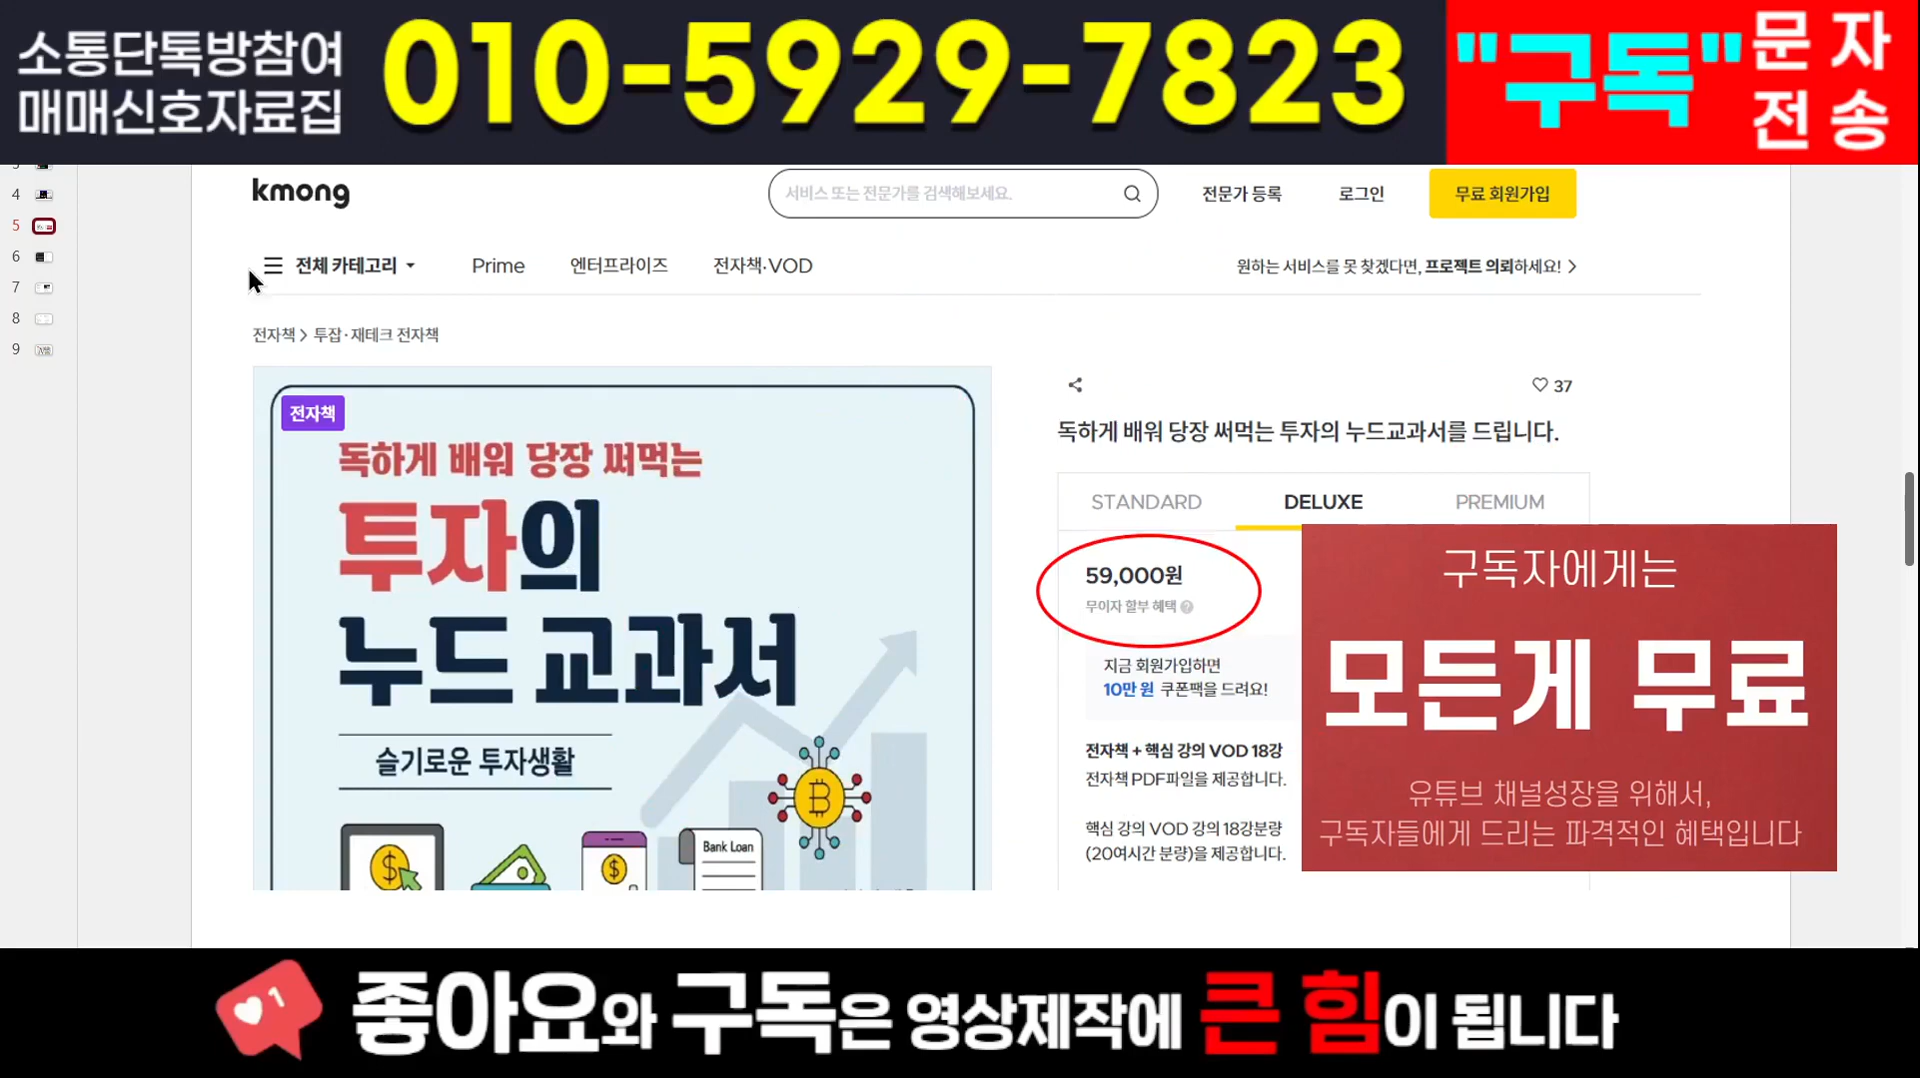 소통단톡방참여
매매신호자료집
010-5929-7823
"구독"
문 자
전 송
4
5
6
7
8
9
kmong
서비스 또는 전문가를 검색해보세요.
전문가 등록
로그인
무료 회원가입
전체 카테고리
Prime
엔터프라이즈
전자책·VOD
원하는 서비스를 못 찾겠다면, 프로젝트 의뢰하세요!
전자책 > 투잡·재테크 전자책
전자책
독하게 배워 당장 써먹는
투자의
누드 교과서
슬기로운 투자생활
Bank Loan
37
독하게 배워 당장 써먹는 투자의 누드교과서를 드립니다.
STANDARD
DELUXE
PREMIUM
59,000원
무이자 할부 혜택
지금 회원가입하면
10만 원 쿠폰팩을 드려요!
전자책 + 핵심 강의 VOD 18강
전자책 PDF파일을 제공합니다.
핵심 강의 VOD 강의 18강분량
(20여시간 분량)을 제공합니다.
구독자에게는
모든게 무료
유튜브 채널성장을 위해서,
구독자들에게 드리는 파격적인 혜택입니다
좋아요와 구독은 영상제작에 큰 힘이 됩니다